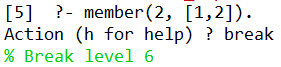 [5]  ?- member(2, [1,2]).
Action (h for help) ? break
% Break level 6